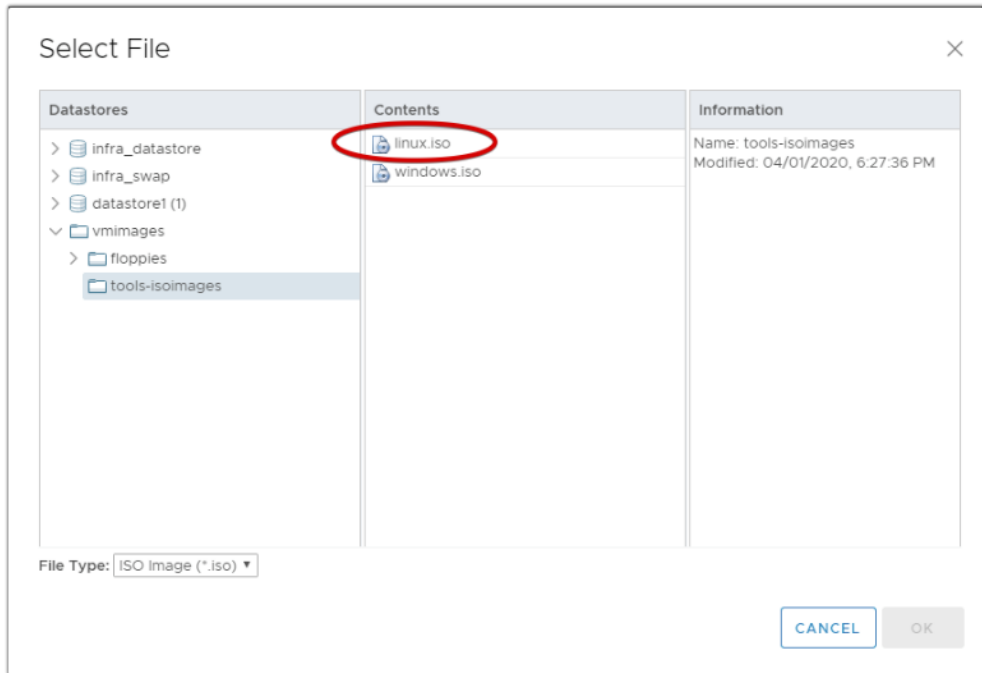 Select File
Datastores
infra_datastore
infra_swap
datastore1 (1)
vmimages
floppies
tools-isoimages
Contents
linux.iso
windows.iso
Information
Name: tools-isoimages
Modified: 04/01/2020, 6:27:36 PM
File Type: ISO Image (*.iso)
CANCEL
OK